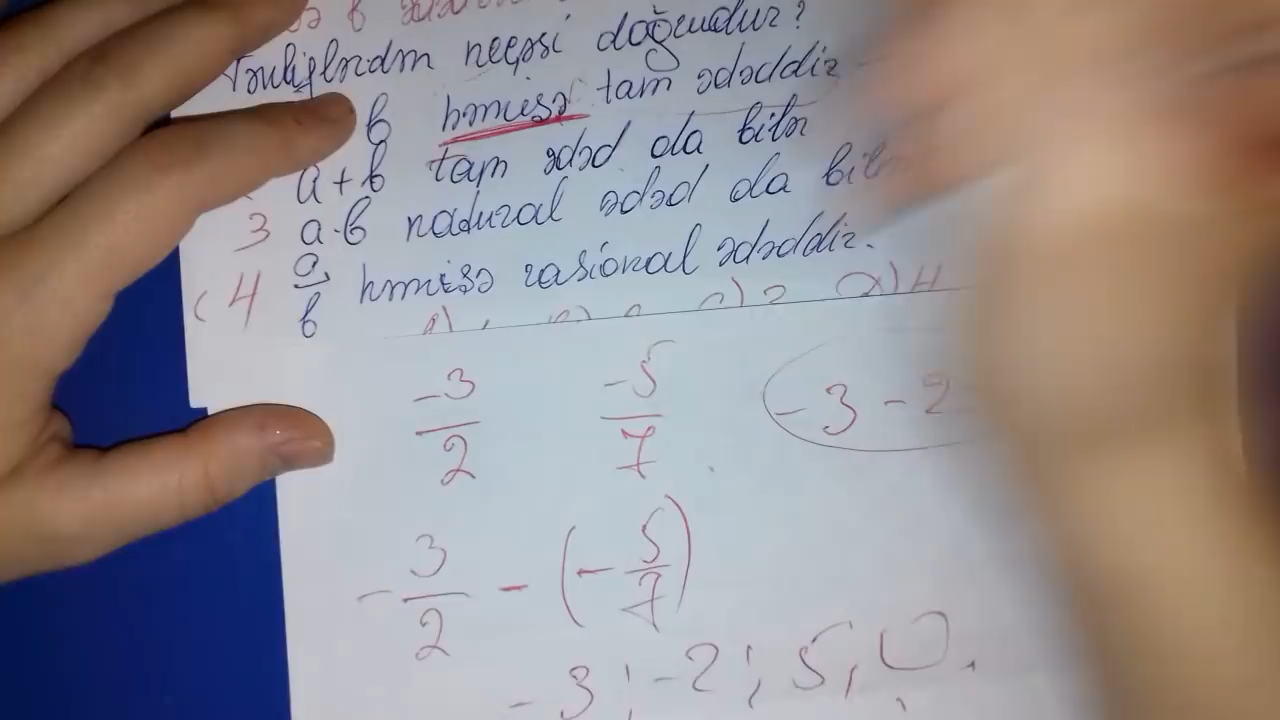 Təkliflərdən neçəsi doğrudur?
b həmişə tam ədəddir
a+b tam ədəd ola bilər
3 a·b natural ədəd ola bilər
4 a/b həmişə rasional ədəddir.
-3/2 -5/7 -3 - 2
-3/2 - (-5/7)
-3; -2; 5; 0.